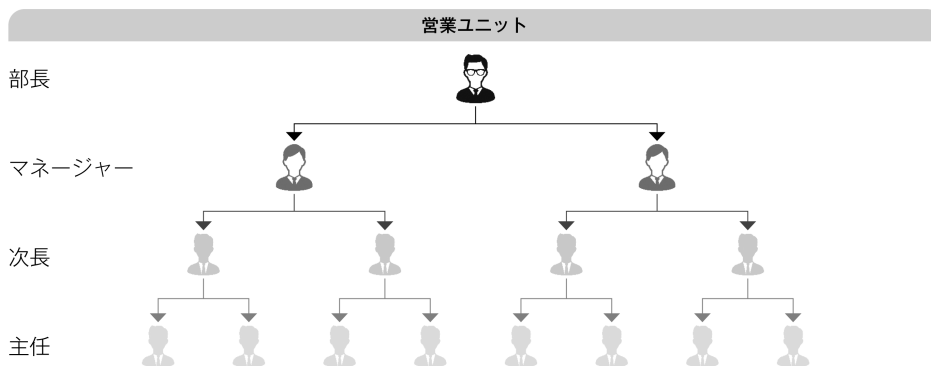 営業ユニット
部長
マネージャー
次長
主任